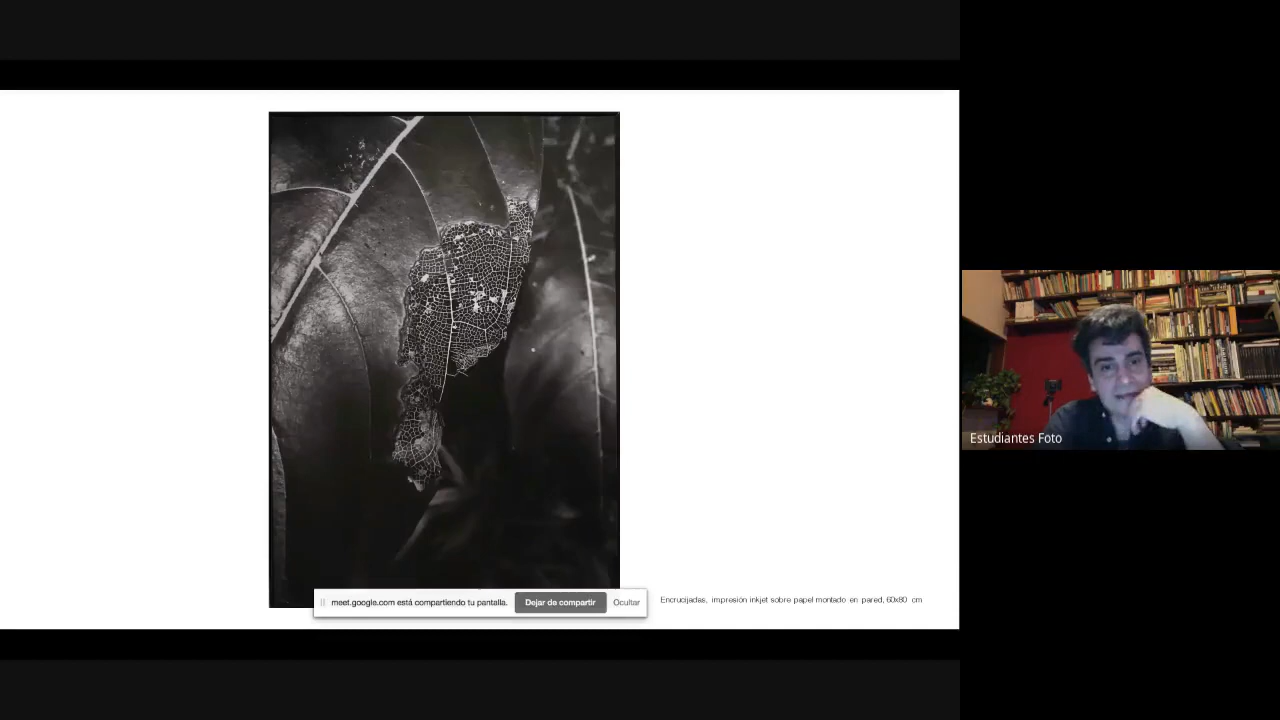 meet.google.com está compartiendo tu pantalla. Dejar de compartir Ocultar
Encrucijadas, impresión inkjet sobre papel montado en pared, 60x80 cm
Estudiantes Foto